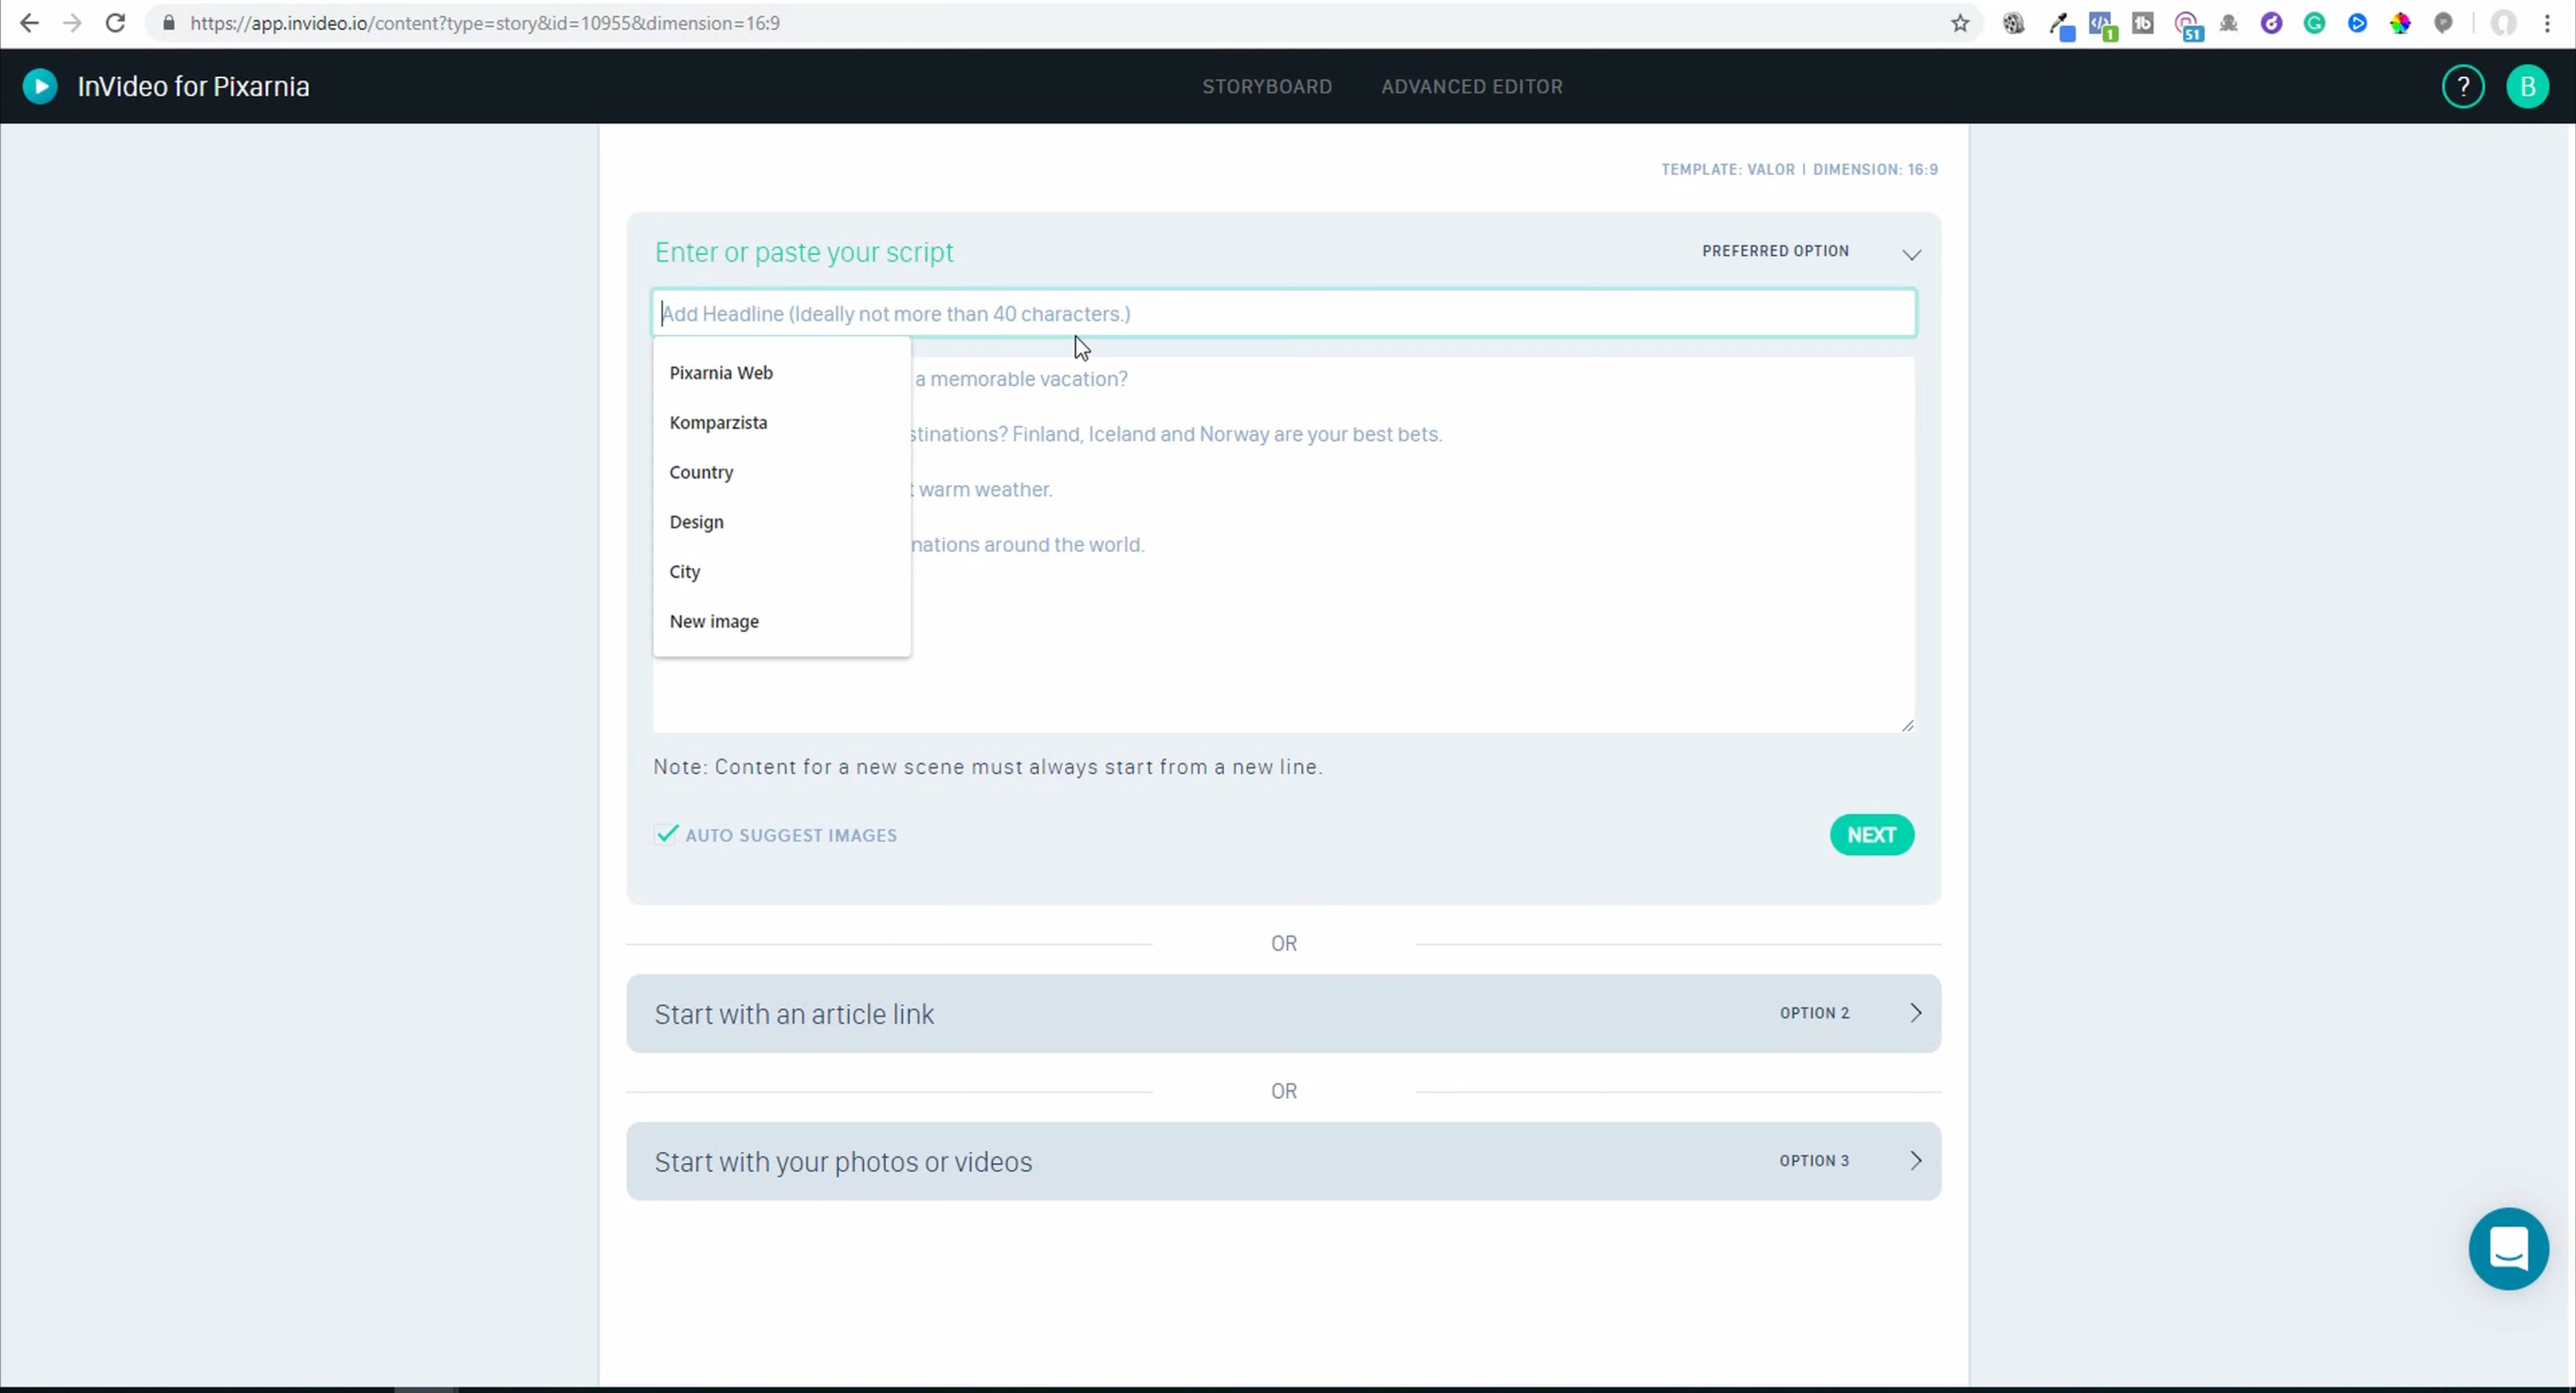 https://app.invideo.io/content?type=story&id=10955&dimension=16:9
1
51
InVideo for Pixarnia
STORYBOARD ADVANCED EDITOR
? B
TEMPLATE: VALOR | DIMENSION: 16:9
Enter or paste your script PREFERRED OPTION
Add Headline (Ideally not more than 40 characters.)
Pixarnia Web
a memorable vacation?
Komparzista
stinations? Finland, Iceland and Norway are your best bets.
Country
t warm weather.
Design
nations around the world.
City
New image
Note: Content for a new scene must always start from a new line.
AUTO SUGGEST IMAGES NEXT
OR
Start with an article link OPTION 2
OR
Start with your photos or videos OPTION 3